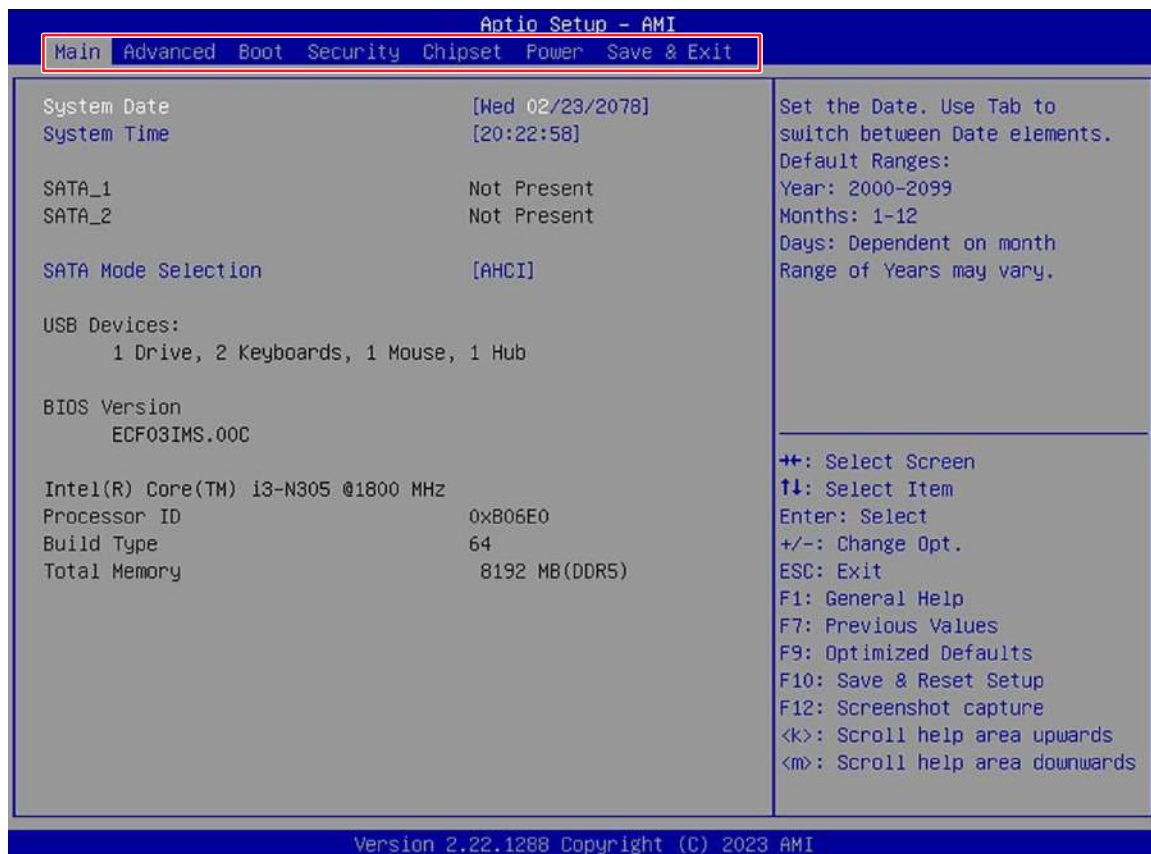 Aptio Setup – AMI
Main Advanced Boot Security Chipset Power Save & Exit
System Date [Wed 02/23/2078]
System Time [20:22:58]
SATA_1 Not Present
SATA_2 Not Present
SATA Mode Selection [AHCI]
USB Devices:
1 Drive, 2 Keyboards, 1 Mouse, 1 Hub
BIOS Version
ECF03IMS.00C
Intel(R) Core(TM) i3-N305 @1800 MHz
Processor ID 0xB06E0
Build Type 64
Total Memory 8192 MB(DDR5)
Set the Date. Use Tab to
switch between Date elements.
Default Ranges:
Year: 2000-2099
Months: 1-12
Days: Dependent on month
Range of Years may vary.
→←: Select Screen
↑↓: Select Item
Enter: Select
+/-: Change Opt.
ESC: Exit
F1: General Help
F7: Previous Values
F9: Optimized Defaults
F10: Save & Reset Setup
F12: Screenshot capture
<k>: Scroll help area upwards
<m>: Scroll help area downwards
Version 2.22.1288 Copyright (C) 2023 AMI